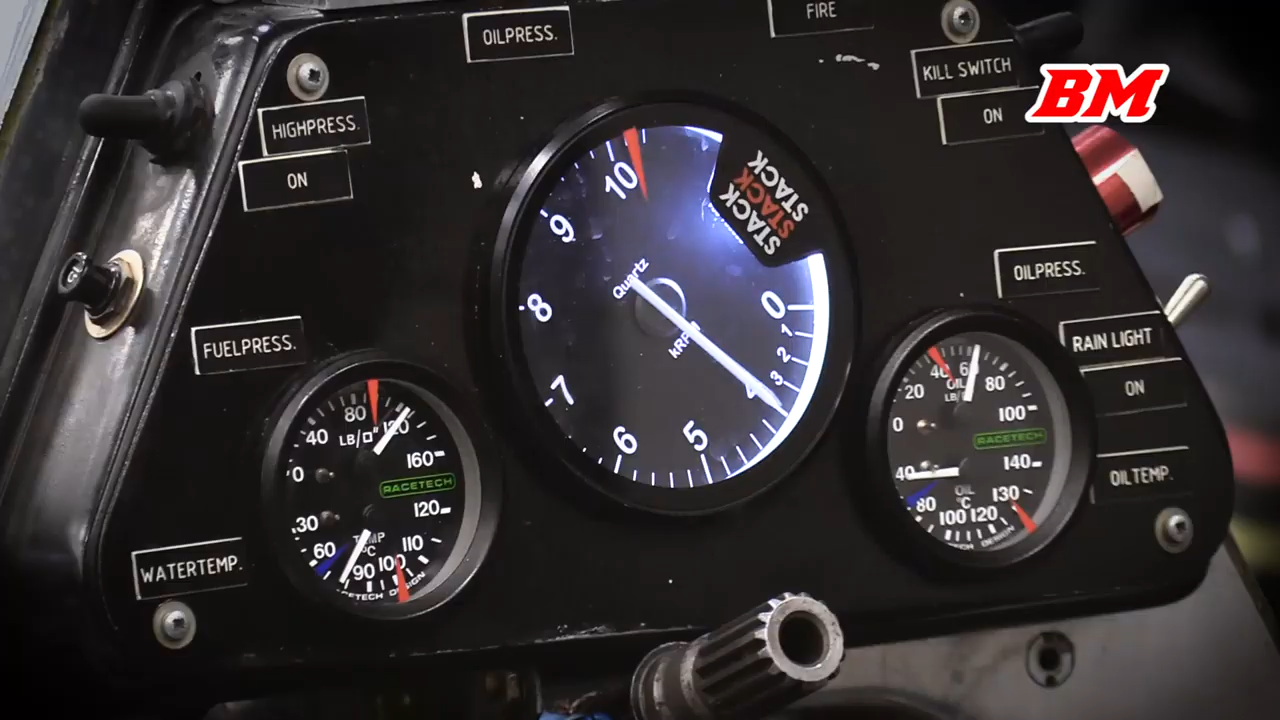 OILPRESS.
FIRE
KILL SWITCH
ON
BM
HIGHPRESS.
ON
STACK
STACK
STACK
10
9
8
7
6
5
4
3
2
1
0
Quartz
OILPRESS.
RAIN LIGHT
ON
OILTEMP.
FUELPRESS.
WATERTEMP.
0 40 80 120 160
LB/□"
RACETECH
30 60 90 100 110 120
TEMP
°C
0 20 40 60 80 100
OIL
RACETECH
40 80 100 120 130 140
OIL
°C